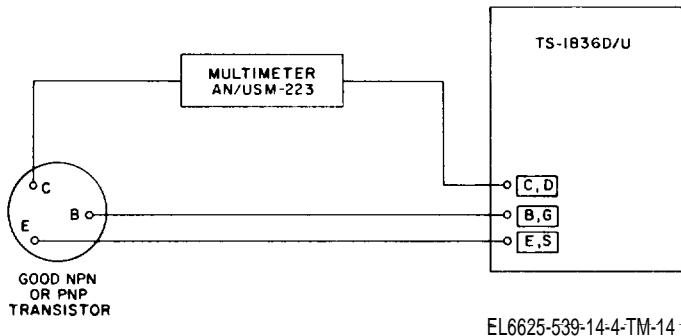 TS-1836D/U
MULTIMETER
AN/USM-223
C
B
E
C,D
B,G
E,S
GOOD NPN
OR PNP
TRANSISTOR
EL6625-539-14-4-TM-14